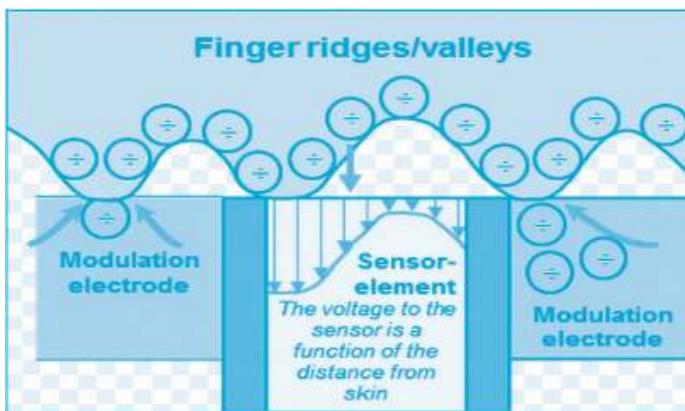 Finger ridges/valleys
÷ ÷ ÷ ÷ ÷ ÷ ÷ ÷ ÷ ÷ ÷ ÷ ÷ ÷ ÷
÷ ÷ ÷ ÷
Modulation
electrode
Sensor-
element
The voltage to the
sensor is a
function of the
distance from
skin
Modulation
electrode